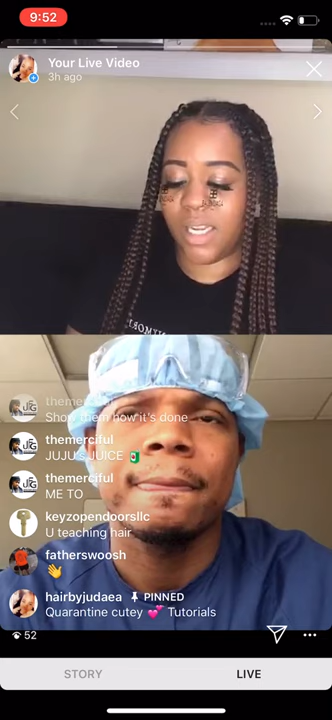 9:52
Your Live Video
3h ago
themerciful
Show them how it's done
themerciful
JUJU'S JUICE
themerciful
ME TO
keyzopendoorsllc
U teaching hair
fatherswoosh
👋
hairbyjudaea PINNED
Quarantine cutey 💞 Tutorials
52
STORY
LIVE